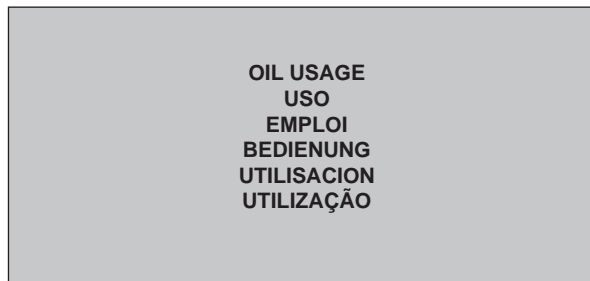 OIL USAGE
USO
EMPLOI
BEDIENUNG
UTILISACION
UTILIZAÇÃO